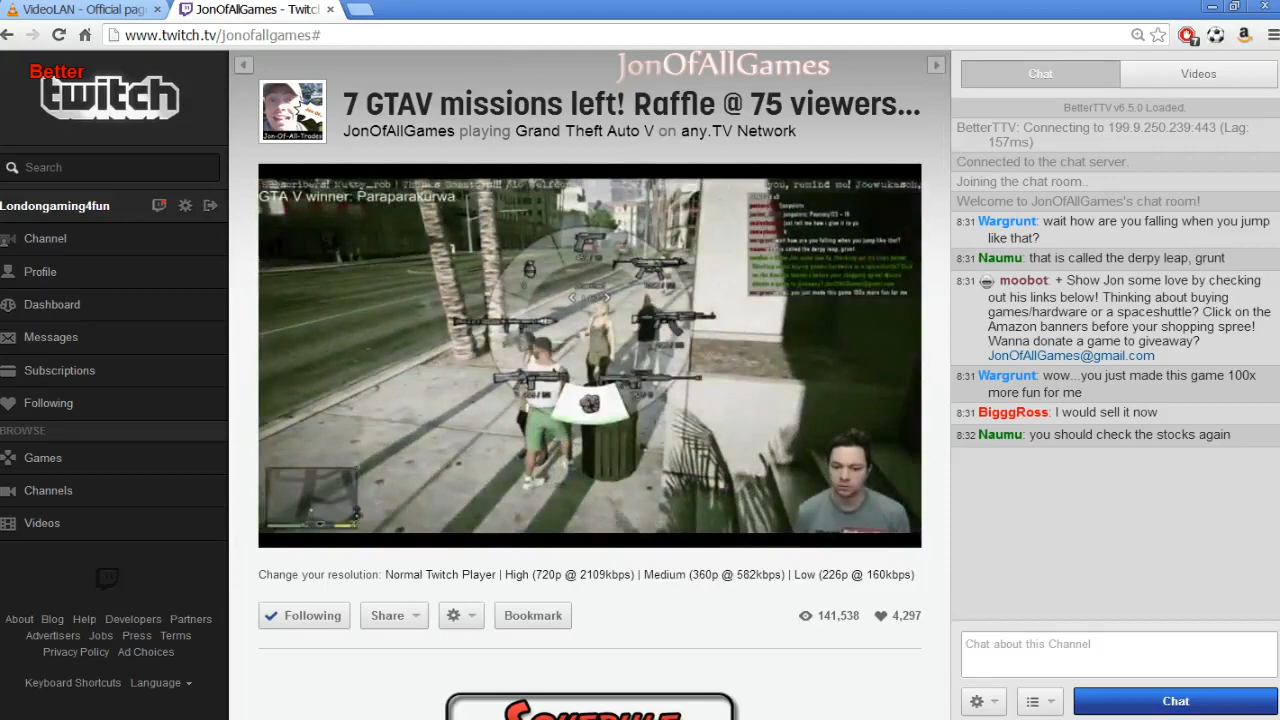 VideoLAN - Official pag
JonOfAllGames - Twitch
www.twitch.tv/jonofallgames#
7
Better
twitch
Search
Londongaming4fun
Channel
Profile
Dashboard
Messages
Subscriptions
Following
BROWSE
Games
Channels
Videos
About Blog Help Developers Partners
Advertisers Jobs Press Terms
Privacy Policy Ad Choices
Keyboard Shortcuts Language
JonOfAllGames
Jon-Of-All-Trades
7 GTAV missions left! Raffle @ 75 viewers...
JonOfAllGames playing Grand Theft Auto V on any.TV Network
GTA V winner: Paraparakurwa
Change your resolution: Normal Twitch Player | High (720p @ 2109kbps) | Medium (360p @ 582kbps) | Low (226p @ 160kbps)
Following
Share
Bookmark
141,538
4,297
SCHEDULE
Chat
Videos
BetterTTV v6.5.0 Loaded.
BetterTTV: Connecting to 199.9.250.239:443 (Lag:
157ms)
Connected to the chat server.
Joining the chat room..
Welcome to JonOfAllGames's chat room!
8:31 Wargrunt: wait how are you falling when you jump
like that?
8:31 Naumu: that is called the derpy leap, grunt
8:31 moobot: + Show Jon some love by checking
out his links below! Thinking about buying
games/hardware or a spaceshuttle? Click on the
Amazon banners before your shopping spree!
Wanna donate a game to giveaway?
JonOfAllGames@gmail.com
8:31 Wargrunt: wow...you just made this game 100x
more fun for me
8:31 BigggRoss: I would sell it now
8:32 Naumu: you should check the stocks again
Chat about this Channel
Chat